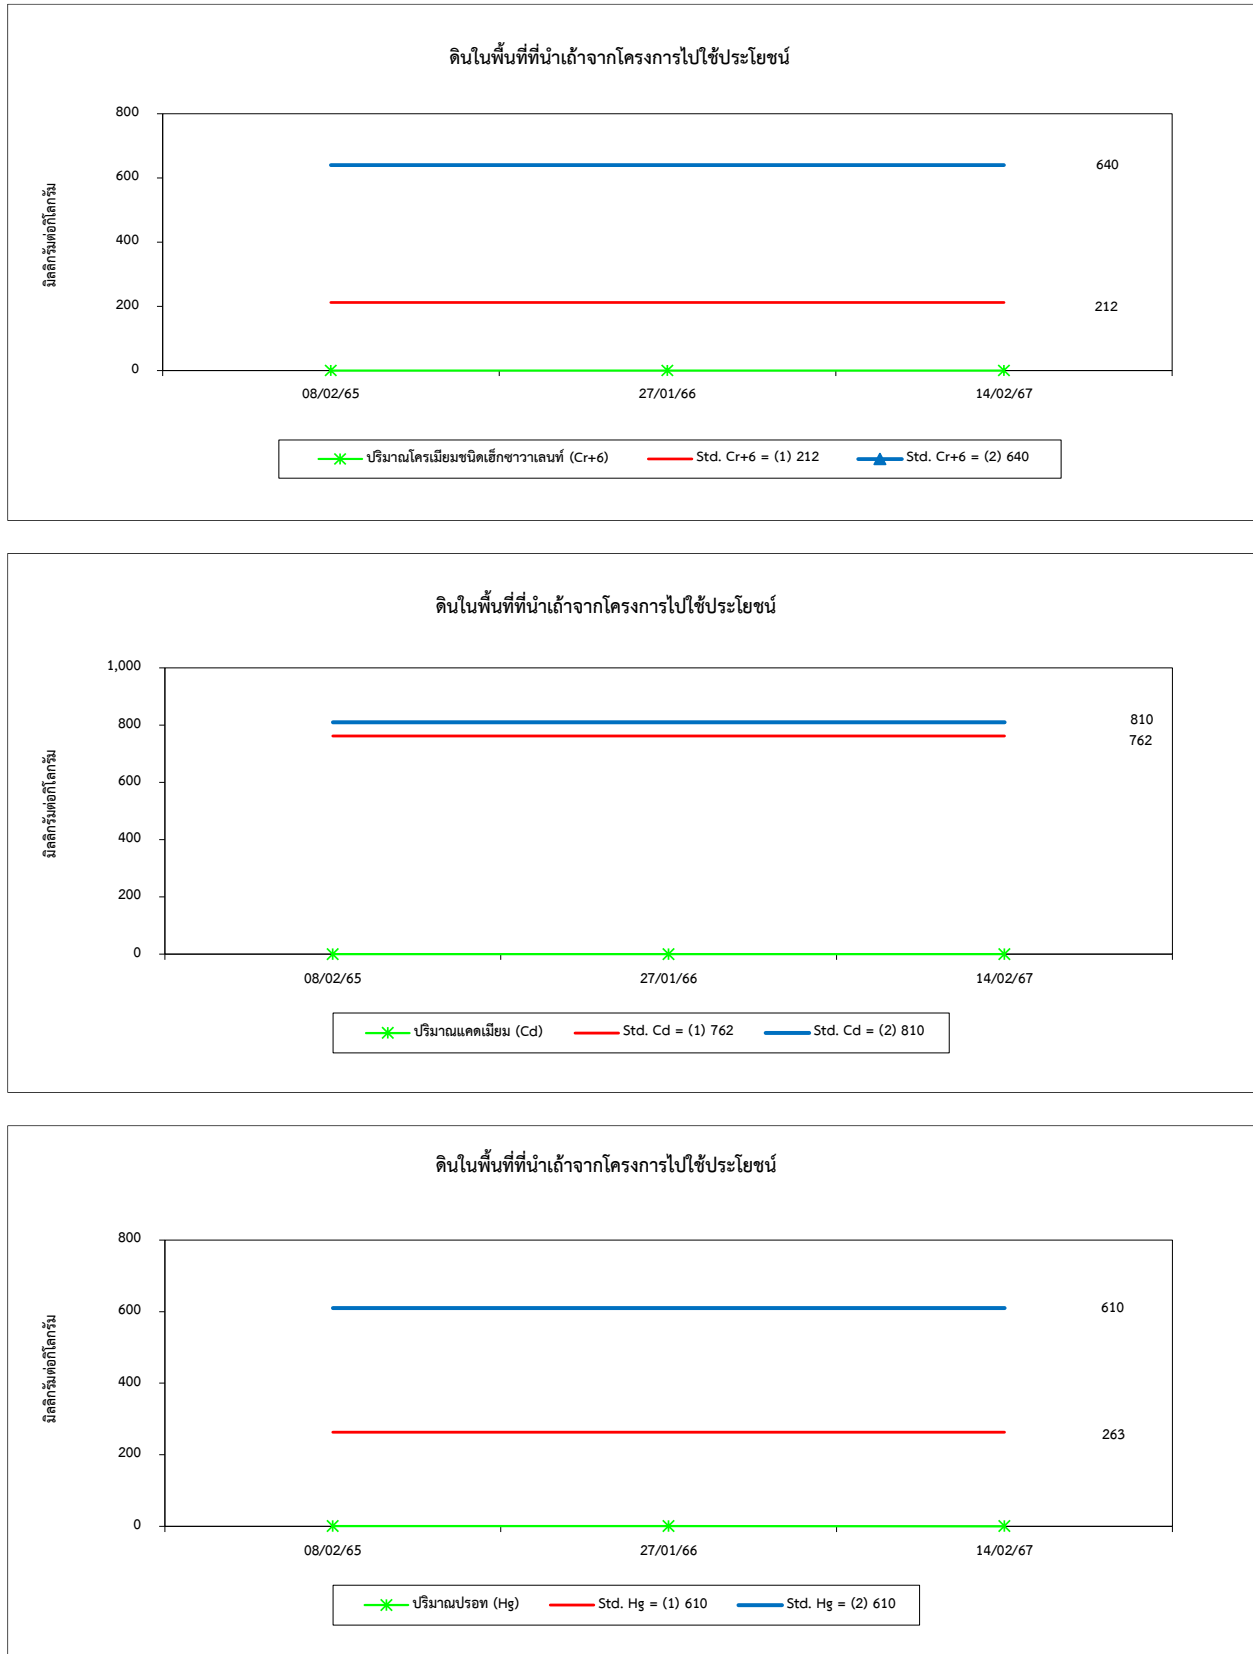 ดินในพื้นที่ที่นำเถ้าจากโครงการไปใช้ประโยชน์
มิลลิกรัมต่อกิโลกรัม
800
600
400
200
0
640
212
08/02/65 27/01/66 14/02/67
ปริมาณโครเมียมชนิดเฮ็กซาวาเลนท์ (Cr+6) Std. Cr+6 = (1) 212 Std. Cr+6 = (2) 640
ดินในพื้นที่ที่นำเถ้าจากโครงการไปใช้ประโยชน์
มิลลิกรัมต่อกิโลกรัม
1,000
800
600
400
200
0
810
762
08/02/65 27/01/66 14/02/67
ปริมาณแคดเมียม (Cd) Std. Cd = (1) 762 Std. Cd = (2) 810
ดินในพื้นที่ที่นำเถ้าจากโครงการไปใช้ประโยชน์
มิลลิกรัมต่อกิโลกรัม
800
600
400
200
0
610
263
08/02/65 27/01/66 14/02/67
ปริมาณปรอท (Hg) Std. Hg = (1) 610 Std. Hg = (2) 610